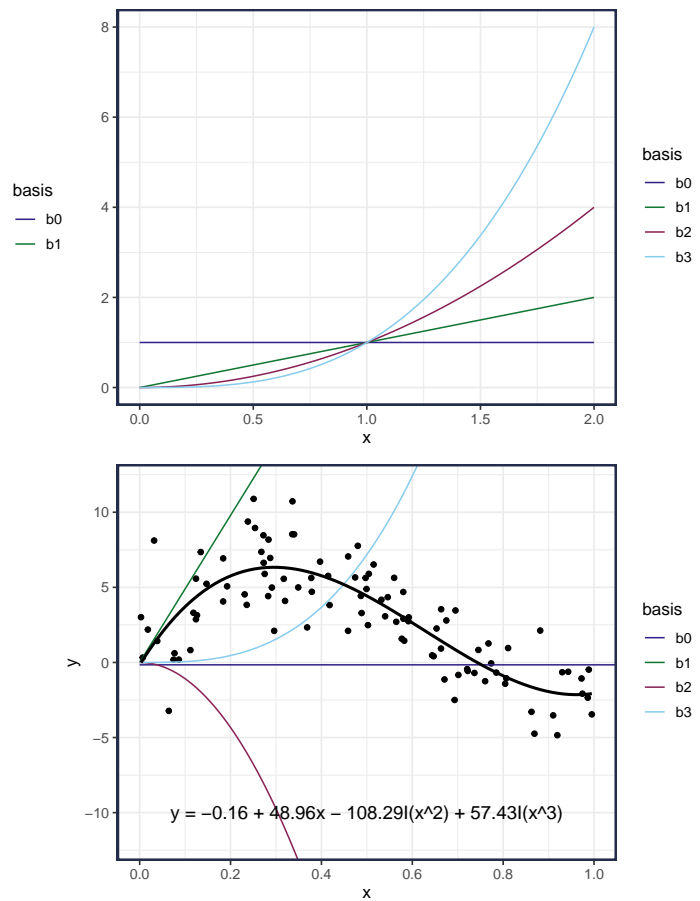 basis
b0
b1
8
6
4
2
0
0.0 0.5 1.0 1.5 2.0
x
basis
b0
b1
b2
b3
y
10
5
0
−5
−10
y = −0.16 + 48.96x − 108.29I(x^2) + 57.43I(x^3)
0.0 0.2 0.4 0.6 0.8 1.0
x
basis
b0
b1
b2
b3